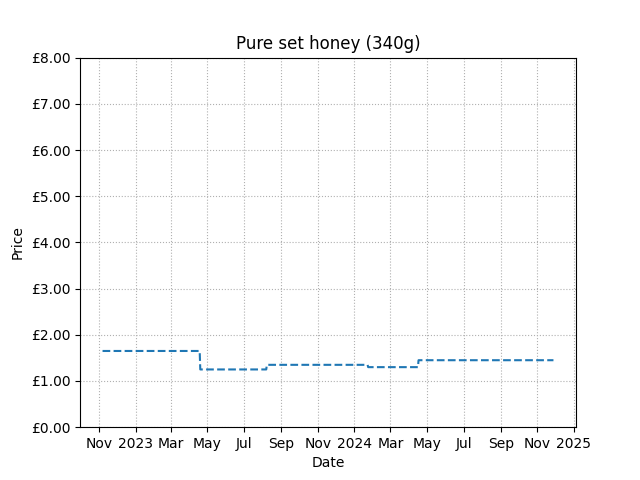 Pure set honey (340g)
£8.00
£7.00
£6.00
£5.00
£4.00
£3.00
£2.00
£1.00
£0.00
Price
Nov 2023 Mar May Jul Sep Nov 2024 Mar May Jul Sep Nov 2025
Date